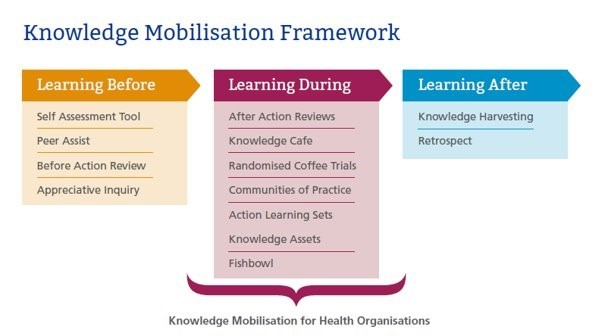 Knowledge Mobilisation Framework
Learning Before
Self Assessment Tool
Peer Assist
Before Action Review
Appreciative Inquiry
Learning During
After Action Reviews
Knowledge Cafe
Randomised Coffee Trials
Communities of Practice
Action Learning Sets
Knowledge Assets
Fishbowl
Learning After
Knowledge Harvesting
Retrospect
Knowledge Mobilisation for Health Organisations